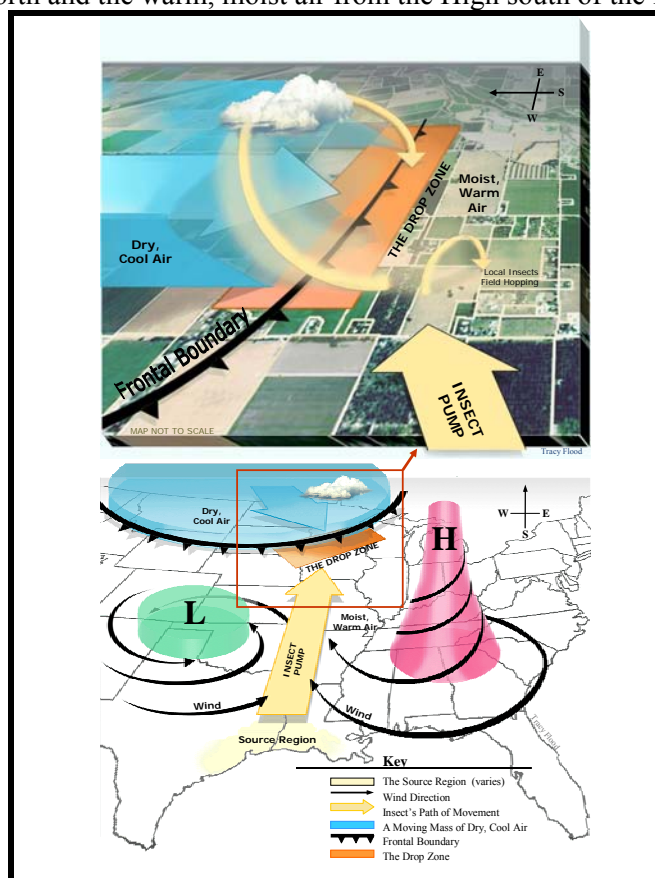 orth and the warm, moist air from the High south of the
E
S
W
Moist,
Warm
Air
THE DROP ZONE
Dry,
Cool Air
Local Insects
Field Hopping
Frontal Boundary
INSECT
PUMP
MAP NOT TO SCALE
Tracy Flood
Dry,
Cool Air
W E
S
THE DROP ZONE
H
L
Moist,
Warm Air
INSECT
PUMP
Wind
Wind
Tracy Flood
Source Region
Key
The Source Region (varies)
Wind Direction
Insect's Path of Movement
A Moving Mass of Dry, Cool Air
Frontal Boundary
The Drop Zone